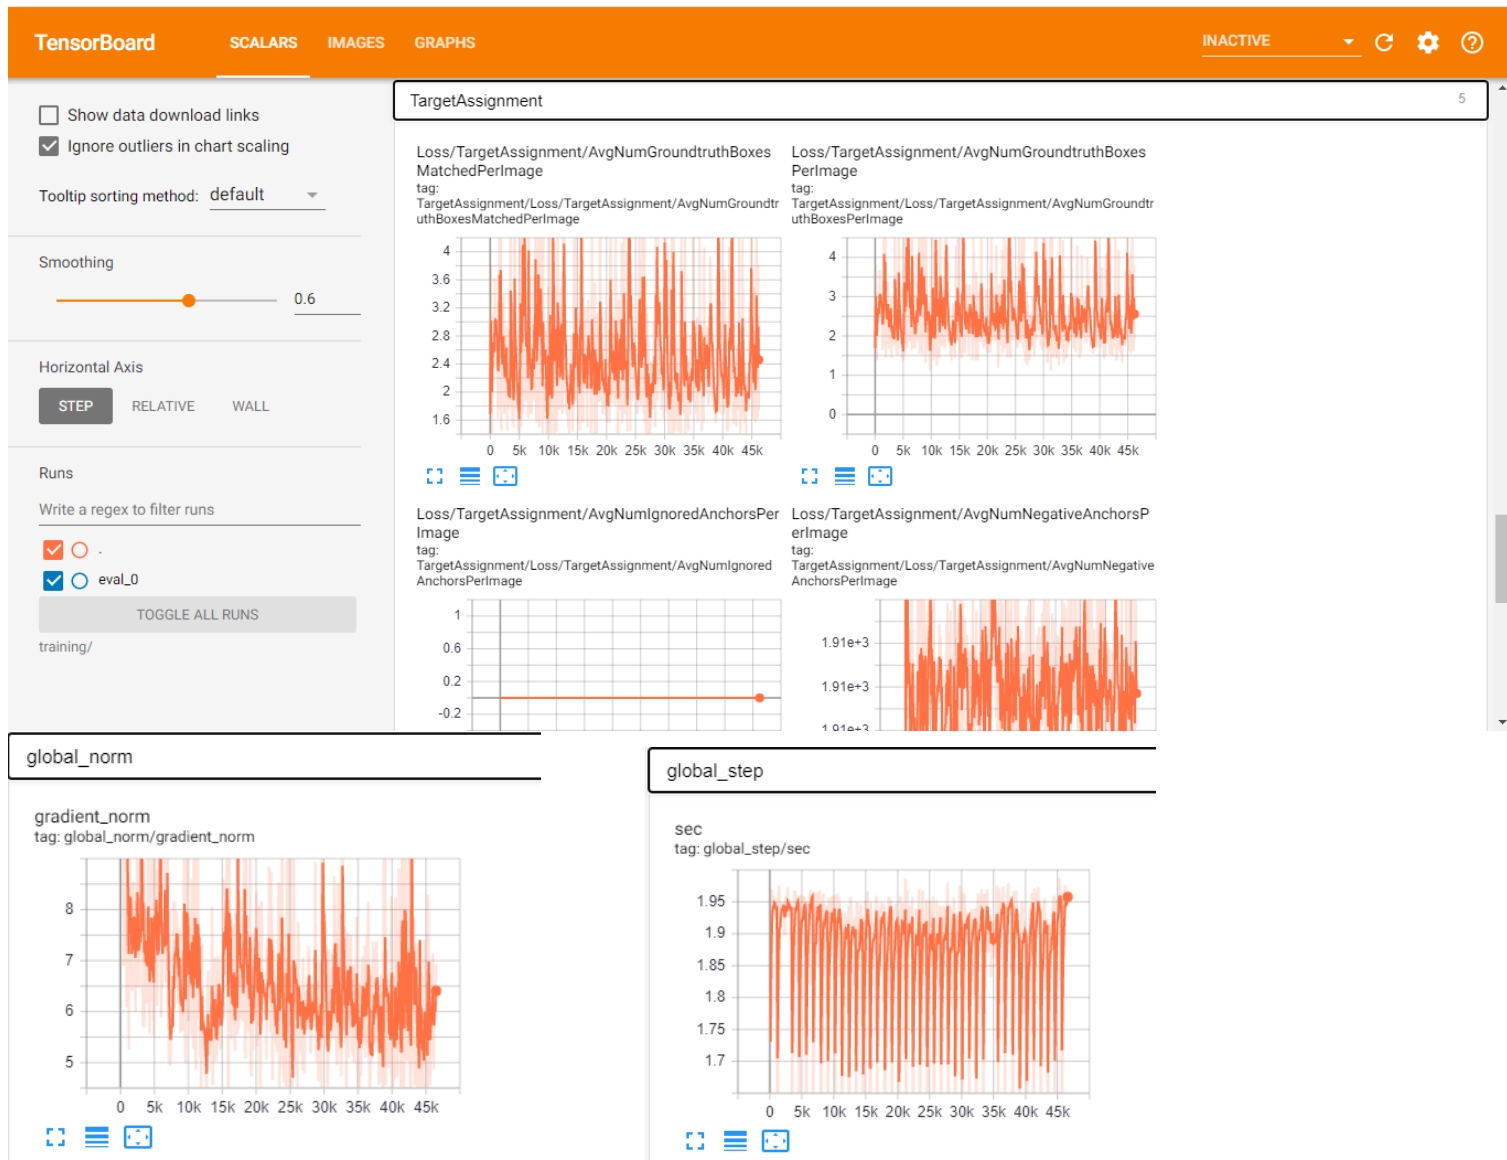 TensorBoard SCALARS IMAGES GRAPHS INACTIVE
Show data download links
Ignore outliers in chart scaling
Tooltip sorting method: default
Smoothing
0.6
Horizontal Axis
STEP RELATIVE WALL
Runs
Write a regex to filter runs
.
eval_0
TOGGLE ALL RUNS
training/
TargetAssignment 5
Loss/TargetAssignment/AvgNumGroundtruthBoxes
MatchedPerImage
tag:
TargetAssignment/Loss/TargetAssignment/AvgNumGroundtr
uthBoxesMatchedPerImage
4
3.6
3.2
2.8
2.4
2
1.6
0 5k 10k 15k 20k 25k 30k 35k 40k 45k
Loss/TargetAssignment/AvgNumGroundtruthBoxes
PerImage
tag:
TargetAssignment/Loss/TargetAssignment/AvgNumGroundtr
uthBoxesPerImage
4
3
2
1
0
0 5k 10k 15k 20k 25k 30k 35k 40k 45k
Loss/TargetAssignment/AvgNumIgnoredAnchorsPer
Image
tag:
TargetAssignment/Loss/TargetAssignment/AvgNumIgnored
AnchorsPerImage
1
0.6
0.2
-0.2
Loss/TargetAssignment/AvgNumNegativeAnchorsP
erImage
tag:
TargetAssignment/Loss/TargetAssignment/AvgNumNegative
AnchorsPerImage
1.91e+3
1.91e+3
1.91e+3
global_norm
gradient_norm
tag: global_norm/gradient_norm
8
7
6
5
0 5k 10k 15k 20k 25k 30k 35k 40k 45k
global_step
sec
tag: global_step/sec
1.95
1.9
1.85
1.8
1.75
1.7
0 5k 10k 15k 20k 25k 30k 35k 40k 45k